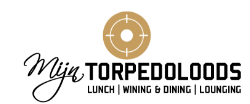 Mijn TORPEDOLOODS
LUNCH | WINING & DINING | LOUNGING